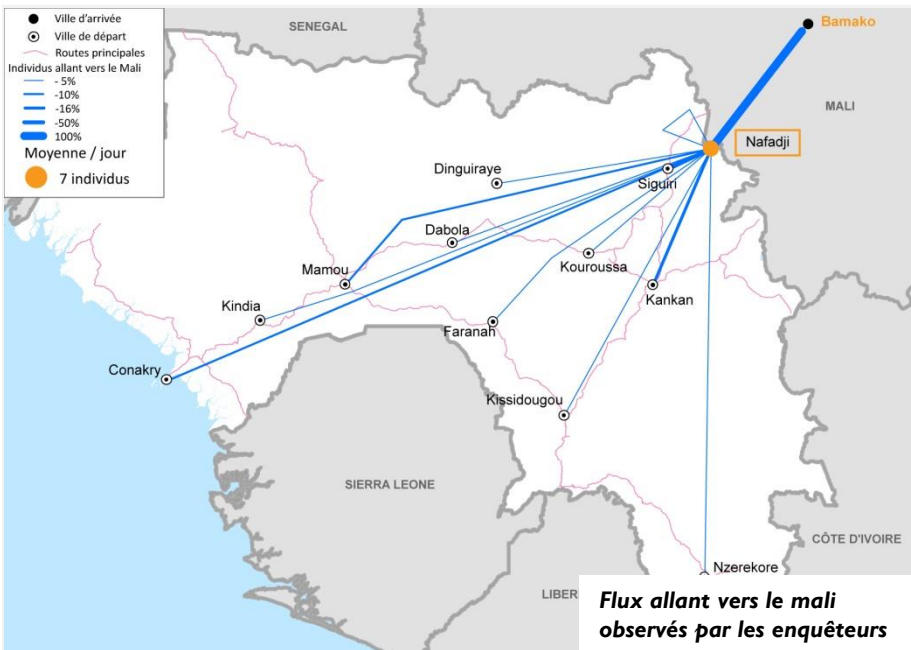 Ville d'arrivée
Ville de départ
Routes principales
Individus allant vers le Mali
- 5%
-10%
-16%
-50%
100%
Moyenne / jour
7 individus
SENEGAL
Bamako
MALI
Nafadji
Siguiri
Dinguiraye
Dabola
Kouroussa
Mamou
Kankan
Kindia
Faranah
Conakry
Kissidougou
SIERRA LEONE
CÔTE D'IVOIRE
Nzerekore
LIBER
Flux allant vers le mali
observés par les enquêteurs